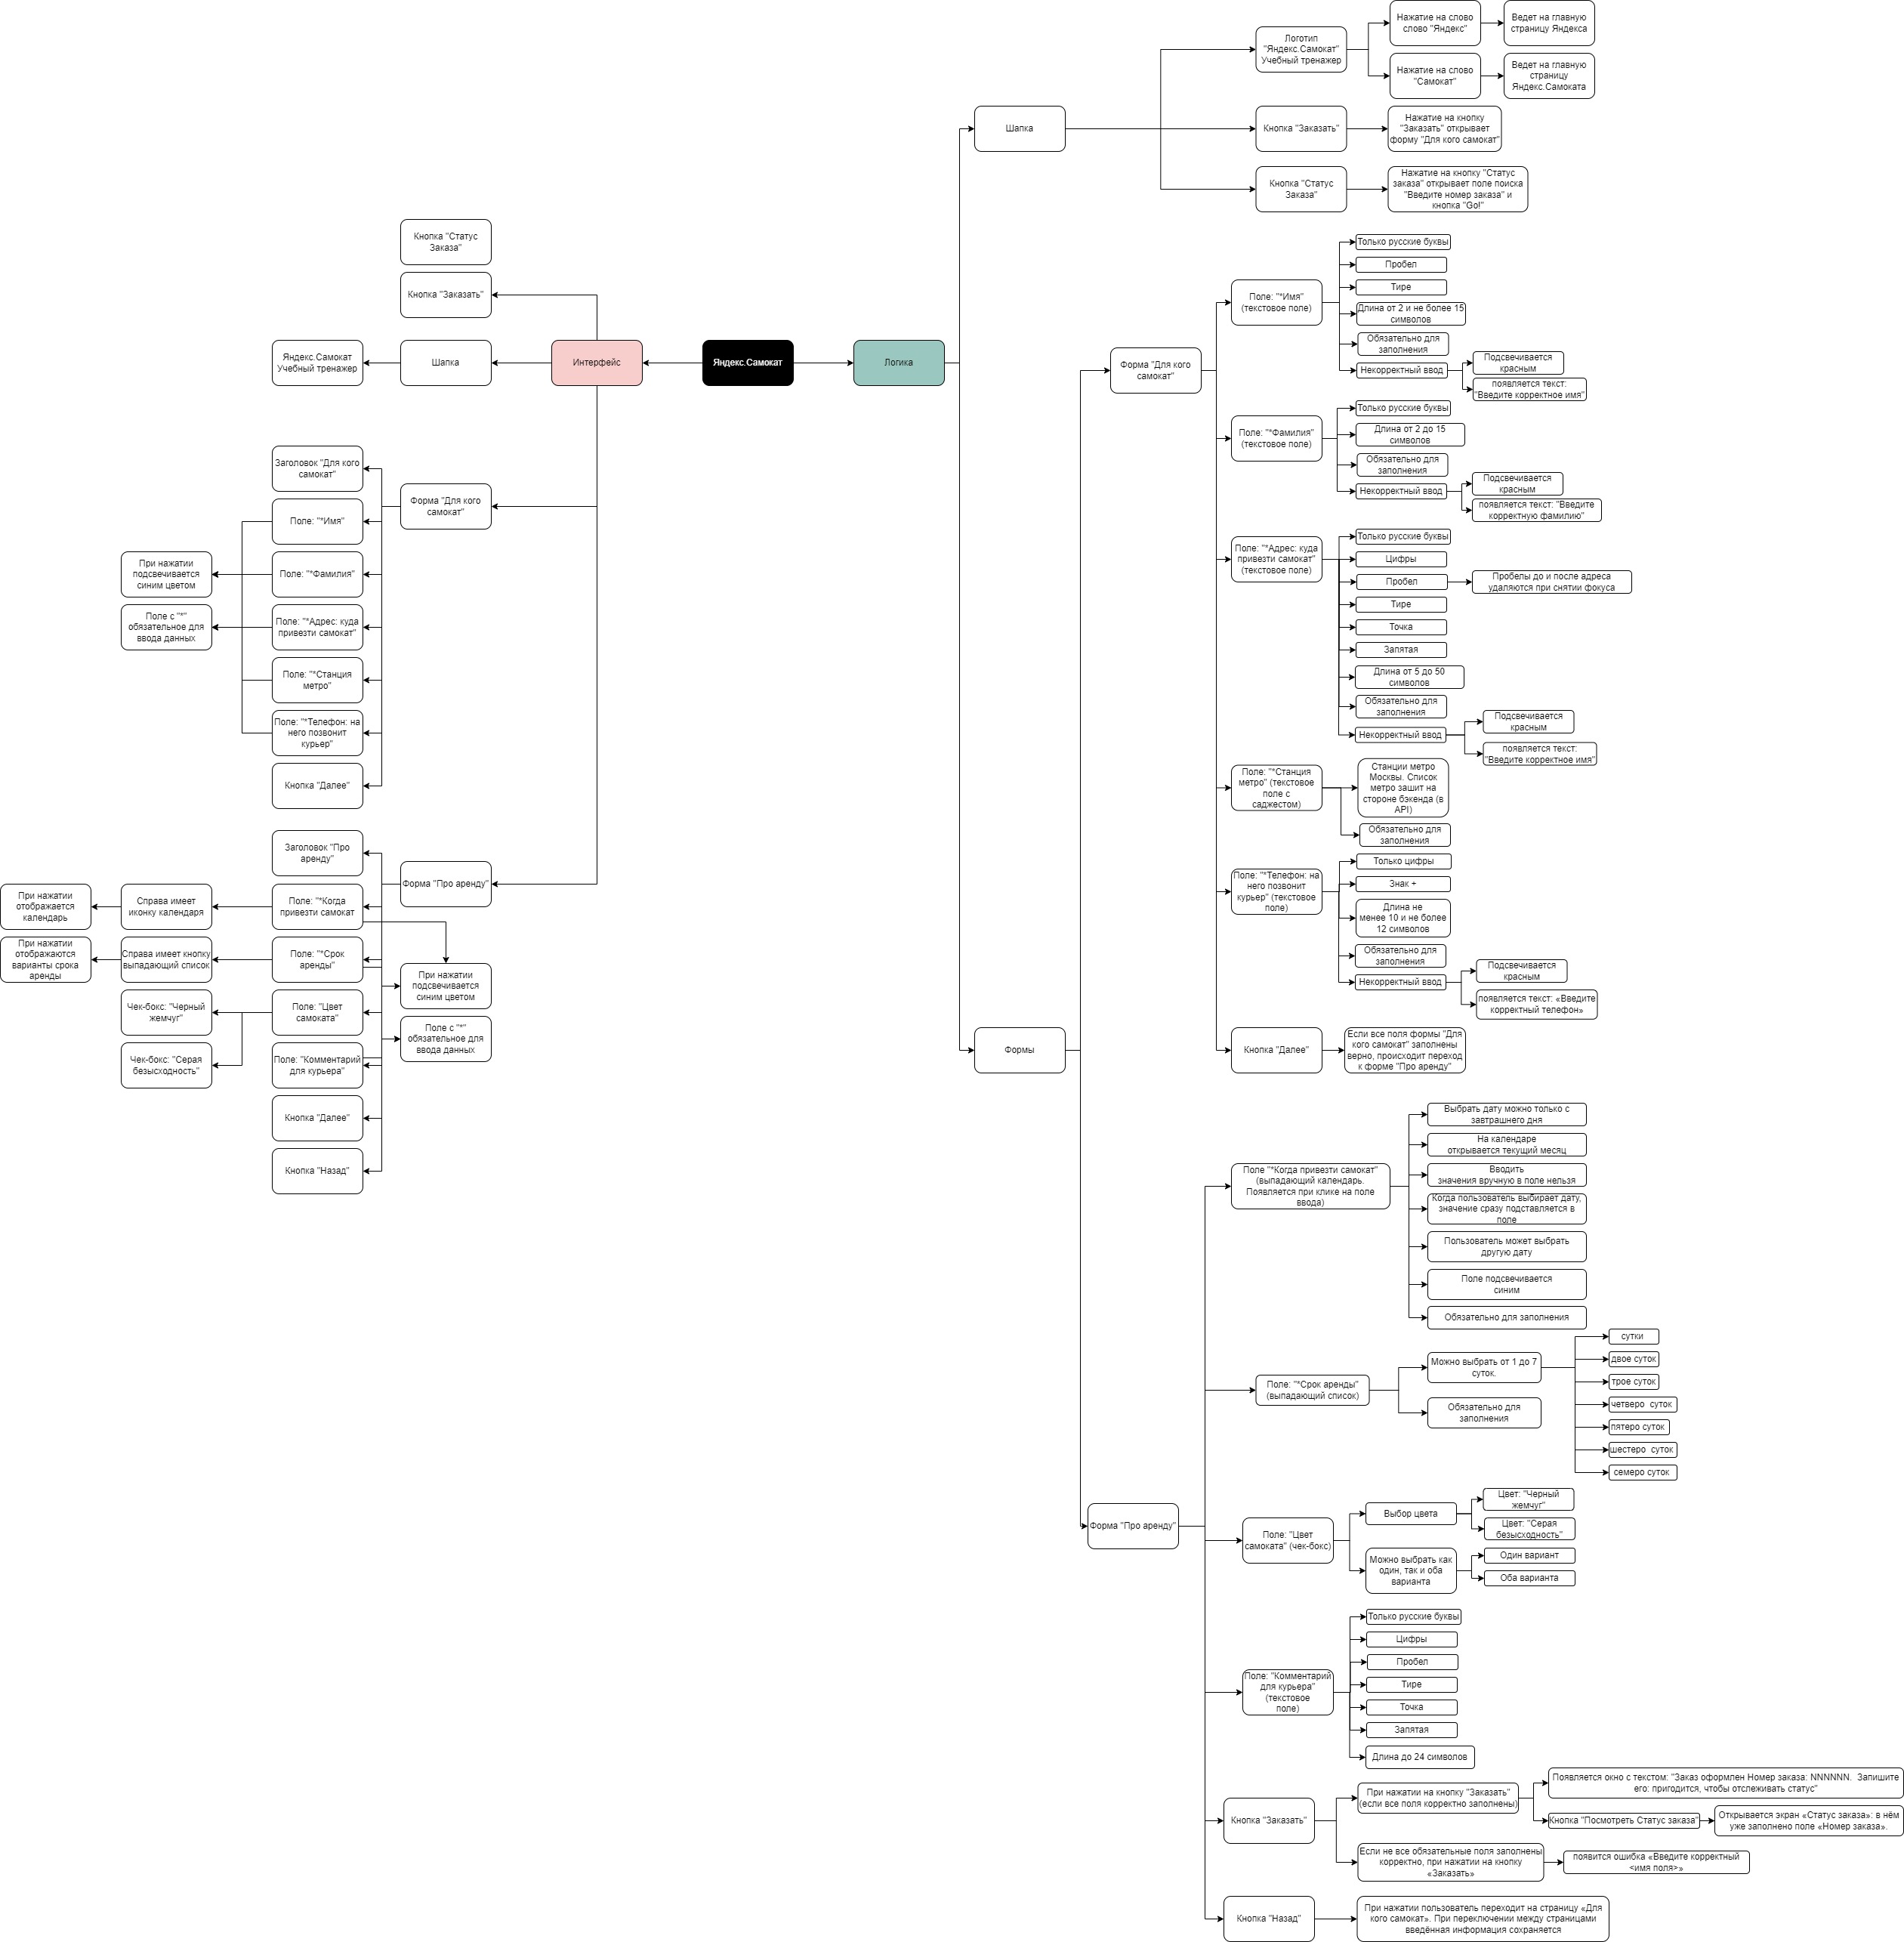 Яндекс.Самокат
Интерфейс
Кнопка "Статус
Заказа"
Кнопка "Заказать"
Шапка
Яндекс.Самокат
Учебный тренажер
Форма "Для кого
самокат"
Заголовок "Для кого
самокат"
Поле: "*Имя"
Поле: "*Фамилия"
Поле: "*Адрес: куда
привезти самокат"
Поле: "*Станция
метро"
Поле: "*Телефон: на
него позвонит
курьер"
Кнопка "Далее"
При нажатии
подсвечивается
синим цветом
Поле с "*"
обязательное для
ввода данных
Форма "Про аренду"
Заголовок "Про
аренду"
Поле: "*Когда
привезти самокат
Справа имеет
иконку календаря
При нажатии
отображается
календарь
Поле: "*Срок
аренды"
Справа имеет кнопку
выпадающий список
При нажатии
отображаются
варианты срока
аренды
Поле: "Цвет
самоката"
Чек-бокс: "Черный
жемчуг"
Чек-бокс: "Серая
безысходность"
Поле: "Комментарий
для курьера"
Кнопка "Далее"
Кнопка "Назад"
При нажатии
подсвечивается
синим цветом
Поле с "*"
обязательное для
ввода данных
Логика
Шапка
Логотип
"Яндекс.Самокат"
Учебный тренажер
Нажатие на слово
слово "Яндекс"
Ведет на главную
страницу Яндекса
Нажатие на слово
"Самокат"
Ведет на главную
страницу
Яндекс.Самоката
Кнопка "Заказать"
Нажатие на кнопку
"Заказать" открывает
форму "Для кого самокат"
Кнопка "Статус
Заказа"
Нажатие на кнопку "Статус
заказа" открывает поле поиска
"Введите номер заказа" и
кнопка "Go!"
Формы
Форма "Для кого
самокат"
Поле: "*Имя"
(текстовое поле)
Только русские буквы
Пробел
Тире
Длина от 2 и не более 15
символов
Обязательно для
заполнения
Некорректный ввод
Подсвечивается
красным
появляется текст:
"Введите корректное имя"
Поле: "*Фамилия"
(текстовое поле)
Только русские буквы
Длина от 2 до 15
символов
Обязательно для
заполнения
Некорректный ввод
Подсвечивается
красным
появляется текст: "Введите
корректную фамилию"
Поле: "*Адрес: куда
привезти самокат"
(текстовое поле)
Только русские буквы
Цифры
Пробел
Пробелы до и после адреса
удаляются при снятии фокуса
Тире
Точка
Запятая
Длина от 5 до 50
символов
Обязательно для
заполнения
Некорректный ввод
Подсвечивается
красным
появляется текст:
"Введите корректное имя"
Поле: "*Станция
метро" (текстовое
поле с
саджестом)
Станции метро
Москвы. Список
метро зашит на
стороне бэкенда (в
API)
Обязательно для
заполнения
Поле: "*Телефон: на
него позвонит
курьер" (текстовое
поле)
Только цифры
Знак +
Длина не
менее 10 и не более
12 символов
Обязательно для
заполнения
Некорректный ввод
Подсвечивается
красным
появляется текст: «Введите
корректный телефон»
Кнопка "Далее"
Если все поля формы "Для
кого самокат" заполнены
верно, происходит переход
к форме "Про аренду"
Форма "Про аренду"
Поле "*Когда привезти самокат"
(выпадающий календарь.
Появляется при клике на поле
ввода)
Выбрать дату можно только с
завтрашнего дня
На календаре
открывается текущий месяц
Вводить
значения вручную в поле нельзя
Когда пользователь выбирает дату,
значение сразу подставляется в
поле
Пользователь может выбрать
другую дату
Поле подсвечивается
синим
Обязательно для заполнения
Поле: "*Срок аренды"
(выпадающий список)
Можно выбрать от 1 до 7
суток.
сутки
двое суток
трое суток
четверо  суток
пятеро суток
шестеро  суток
семеро суток
Обязательно для
заполнения
Поле: "Цвет
самоката" (чек-бокс)
Выбор цвета
Цвет: "Черный
жемчуг"
Цвет: "Серая
безысходность"
Можно выбрать как
один, так и оба
варианта
Один вариант
Оба варианта
Поле: "Комментарий
для курьера"
(текстовое
поле)
Только русские буквы
Цифры
Пробел
Тире
Точка
Запятая
Длина до 24 символов
Кнопка "Заказать"
При нажатии на кнопку "Заказать"
(если все поля корректно заполнены)
Появляется окно с текстом: "Заказ оформлен Номер заказа: NNNNNN.  Запишите
его: пригодится, чтобы отслеживать статус"
Кнопка "Посмотреть Статус заказа"
Открывается экран «Статус заказа»: в нём
уже заполнено поле «Номер заказа».
Если не все обязательные поля заполнены
корректно, при нажатии на кнопку
«Заказать»
появится ошибка «Введите корректный
<имя поля>»
Кнопка "Назад"
При нажатии пользователь переходит на страницу «Для
кого самокат». При переключении между страницами
введённая информация сохраняется